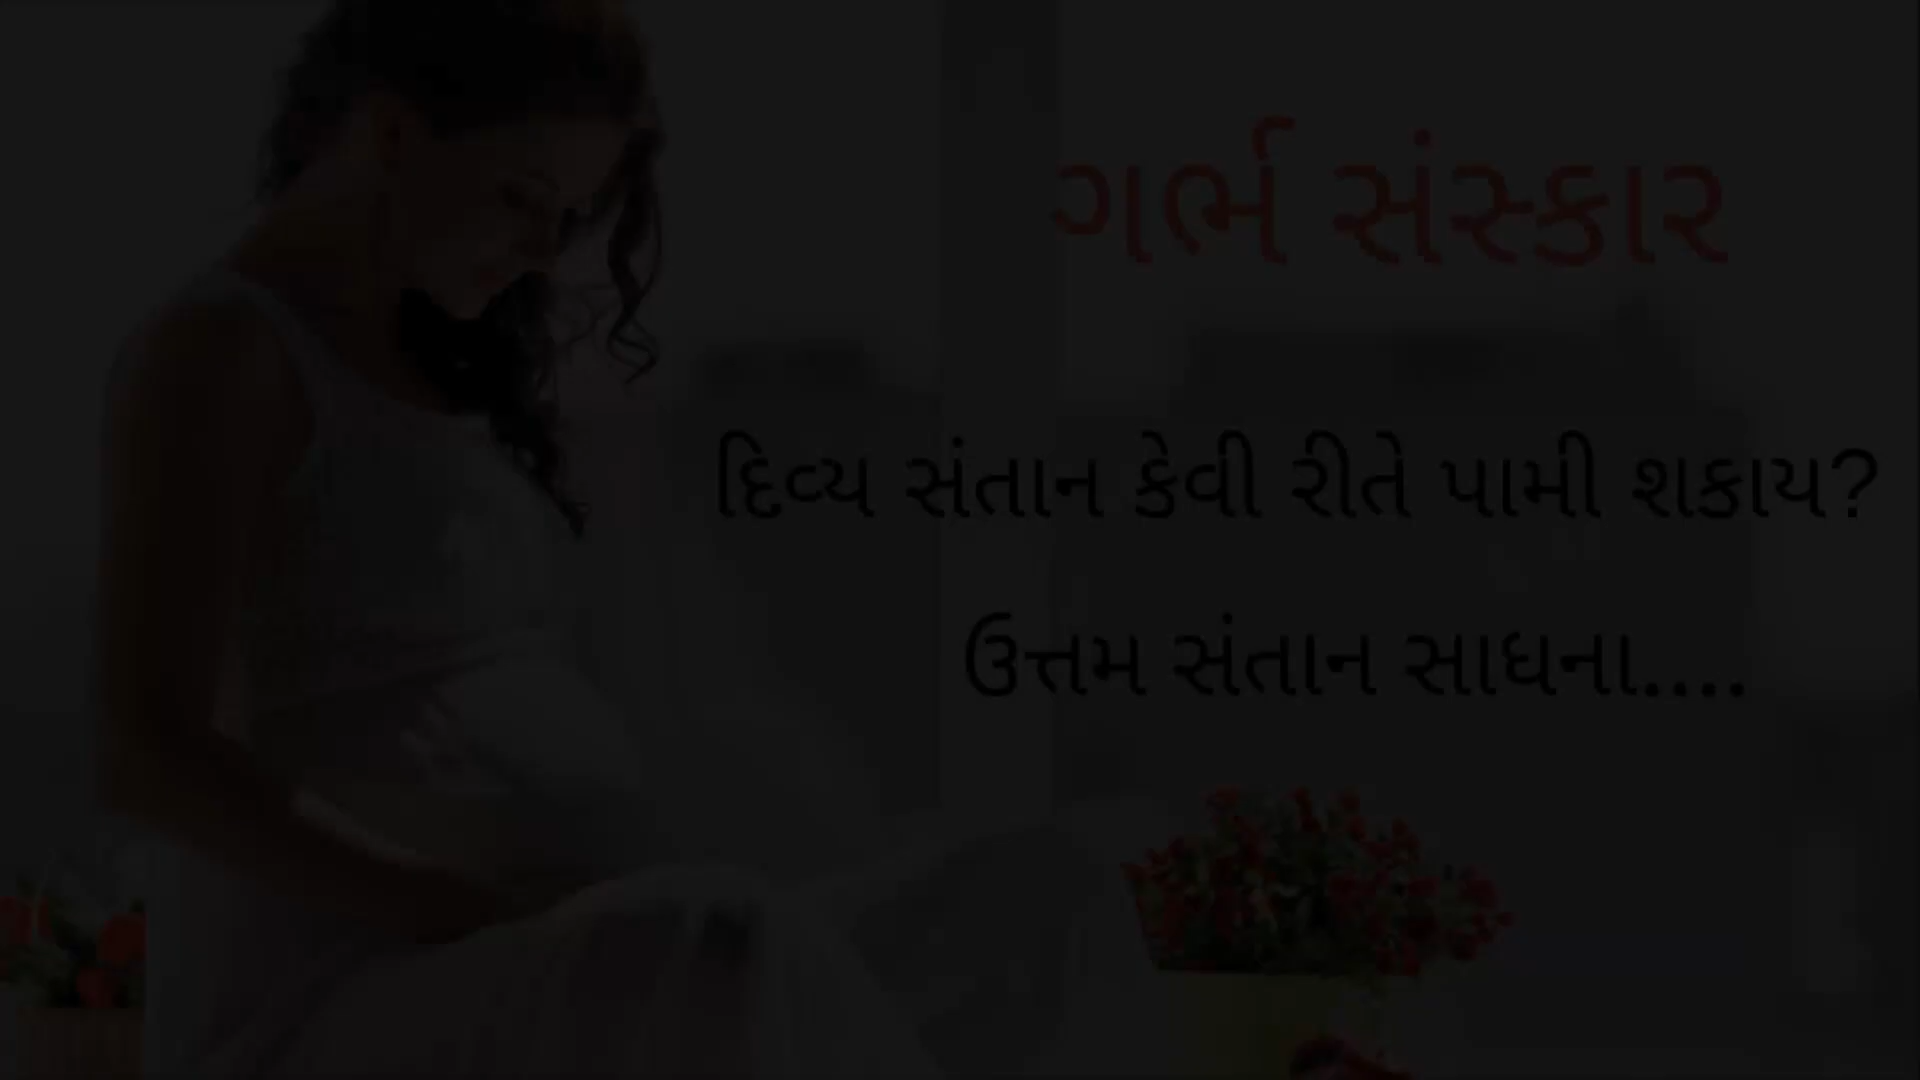 ગર્ભ સંસ્કાર
દિવ્ય સંતાન કેવી રીતે પામી શકાય?
ઉત્તમ સંતાન સાધના....